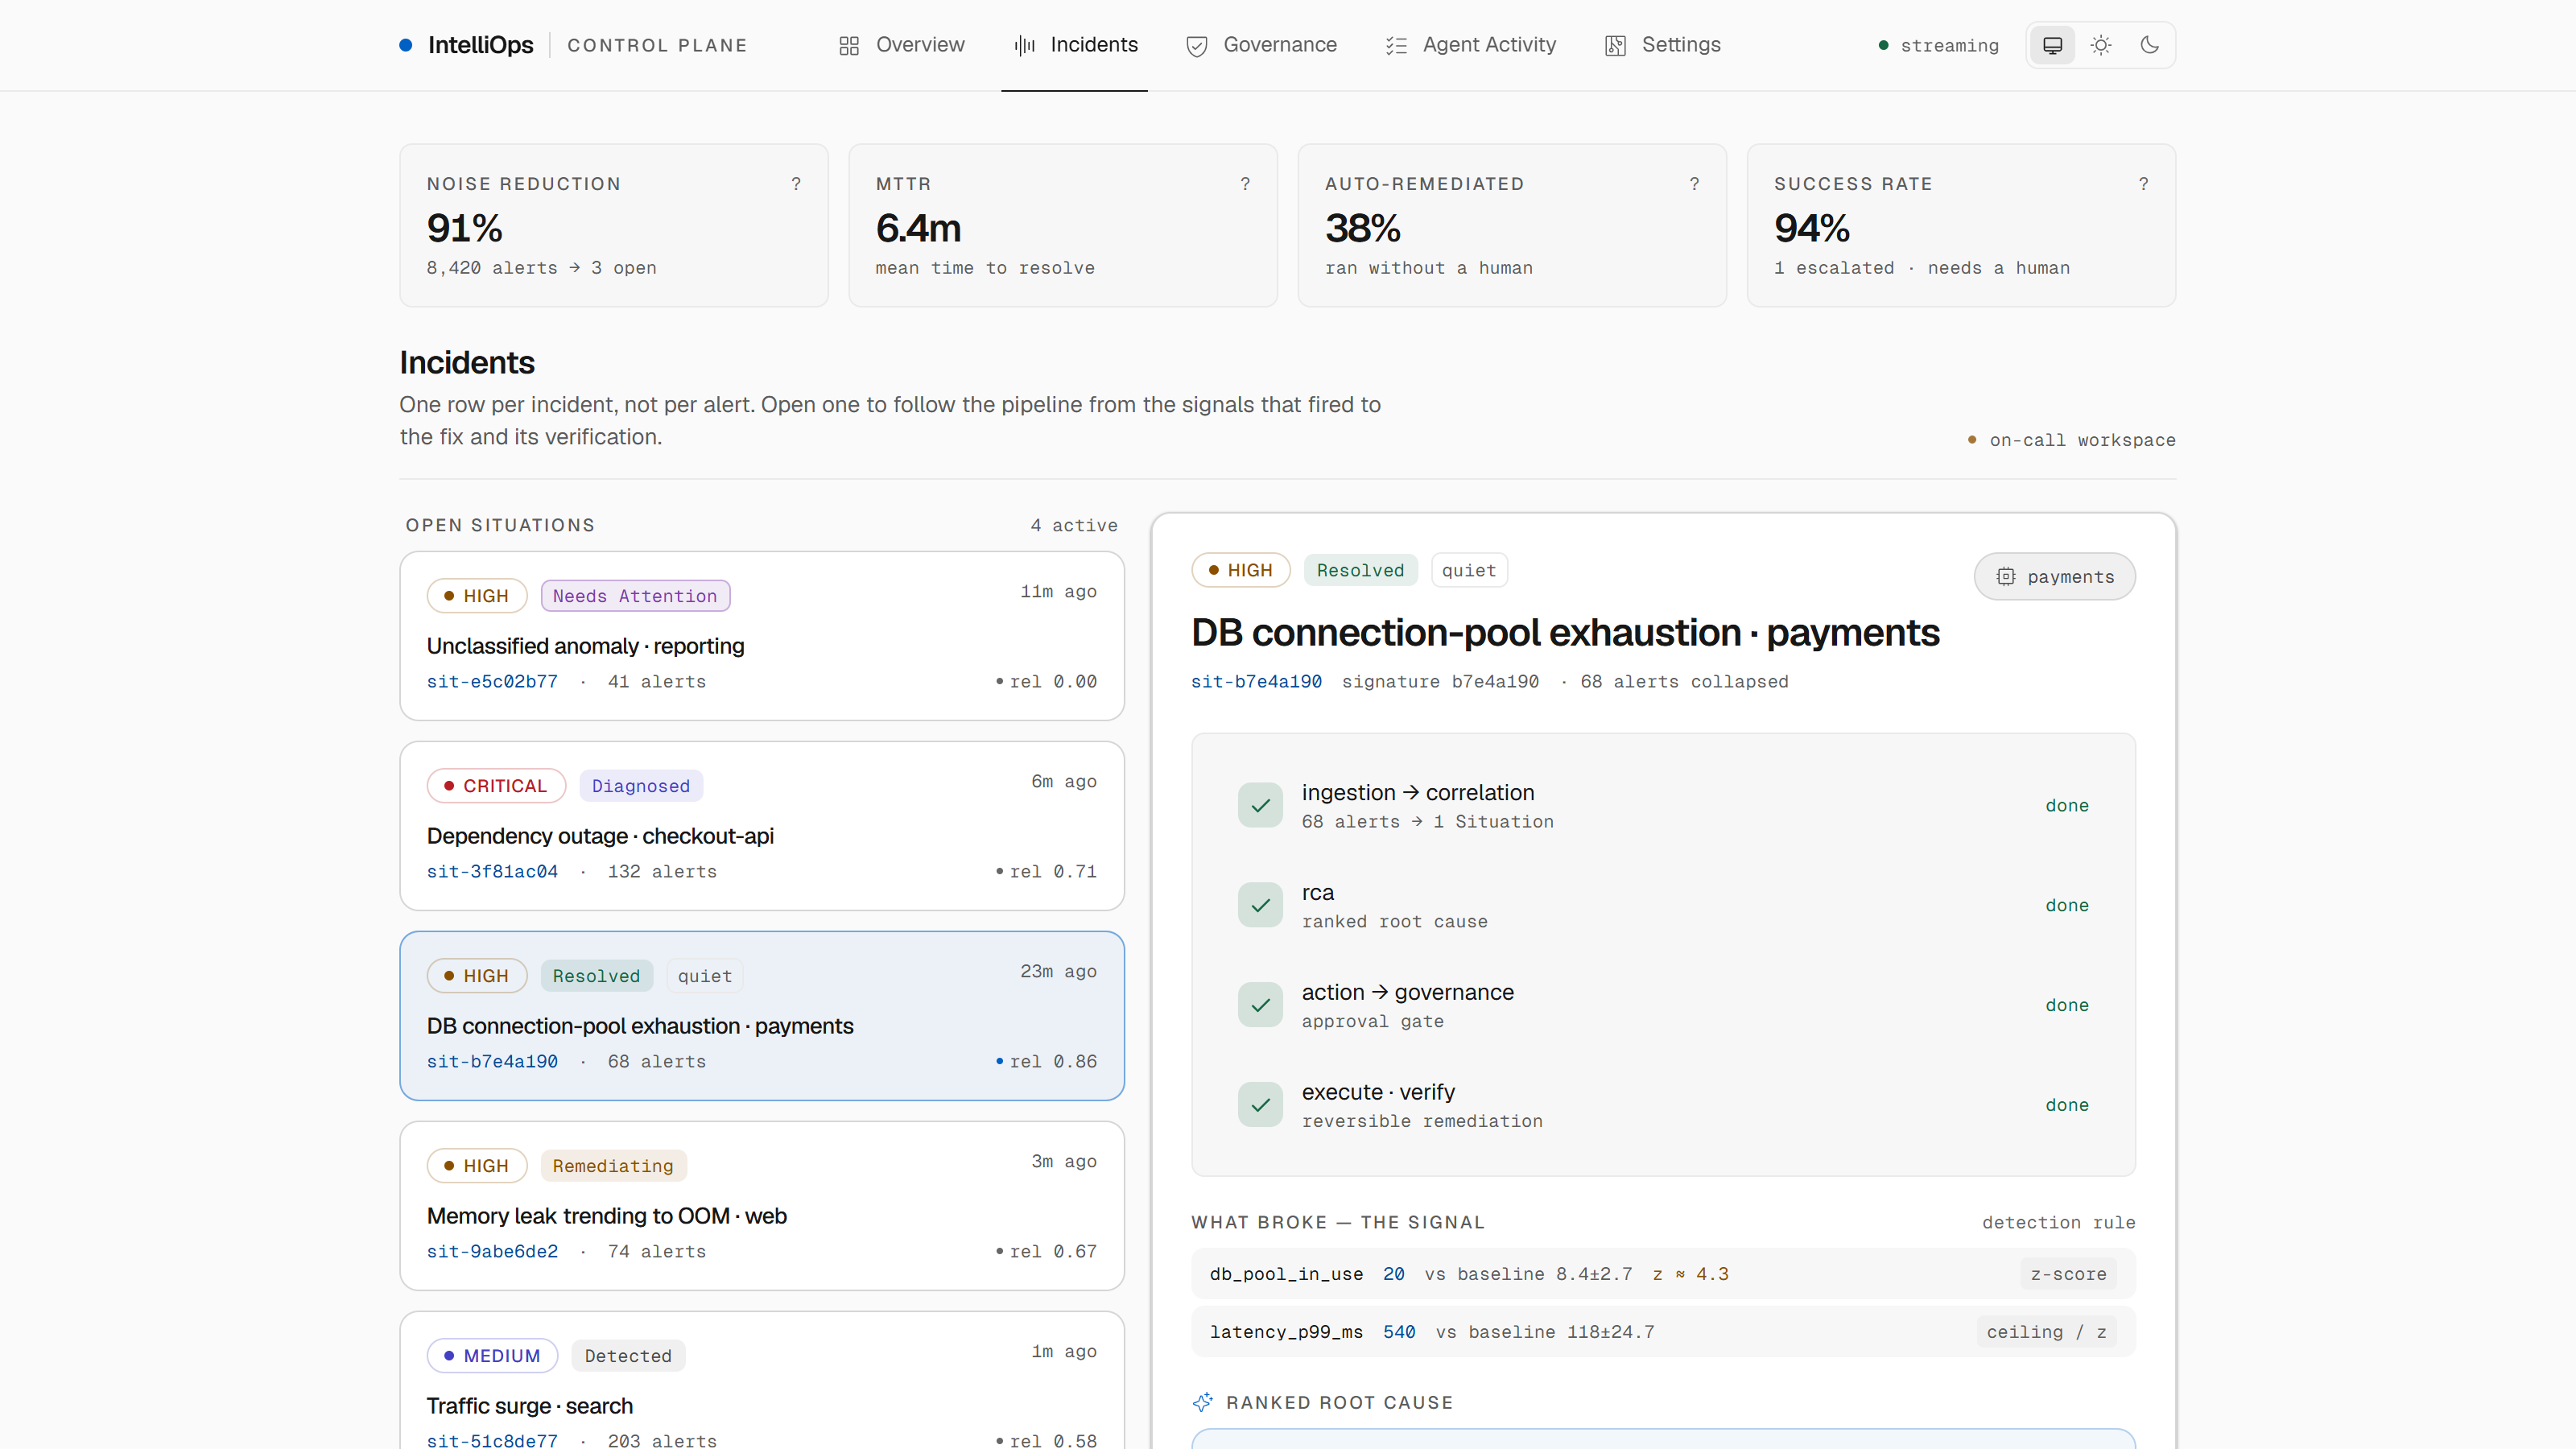 IntelliOps
CONTROL PLANE
Overview
Incidents
Governance
Agent Activity
Settings
streaming
NOISE REDUCTION ?
91%
8,420 alerts → 3 open
MTTR ?
6.4m
mean time to resolve
AUTO-REMEDIATED ?
38%
ran without a human
SUCCESS RATE ?
94%
1 escalated · needs a human
Incidents
One row per incident, not per alert. Open one to follow the pipeline from the signals that fired to
the fix and its verification.
on-call workspace
OPEN SITUATIONS 4 active
HIGH Needs Attention 11m ago
Unclassified anomaly · reporting
sit-e5c02b77 · 41 alerts rel 0.00
CRITICAL Diagnosed 6m ago
Dependency outage · checkout-api
sit-3f81ac04 · 132 alerts rel 0.71
HIGH Resolved quiet 23m ago
DB connection-pool exhaustion · payments
sit-b7e4a190 · 68 alerts rel 0.86
HIGH Remediating 3m ago
Memory leak trending to OOM · web
sit-9abe6de2 · 74 alerts rel 0.67
MEDIUM Detected 1m ago
Traffic surge · search
sit-51c8de77 · 203 alerts rel 0.58
HIGH Resolved quiet payments
DB connection-pool exhaustion · payments
sit-b7e4a190 signature b7e4a190 · 68 alerts collapsed
ingestion → correlation
68 alerts → 1 Situation
done
rca
ranked root cause
done
action → governance
approval gate
done
execute · verify
reversible remediation
done
WHAT BROKE — THE SIGNAL detection rule
db_pool_in_use 20 vs baseline 8.4±2.7 z ≈ 4.3 z-score
latency_p99_ms 540 vs baseline 118±24.7 ceiling / z
RANKED ROOT CAUSE